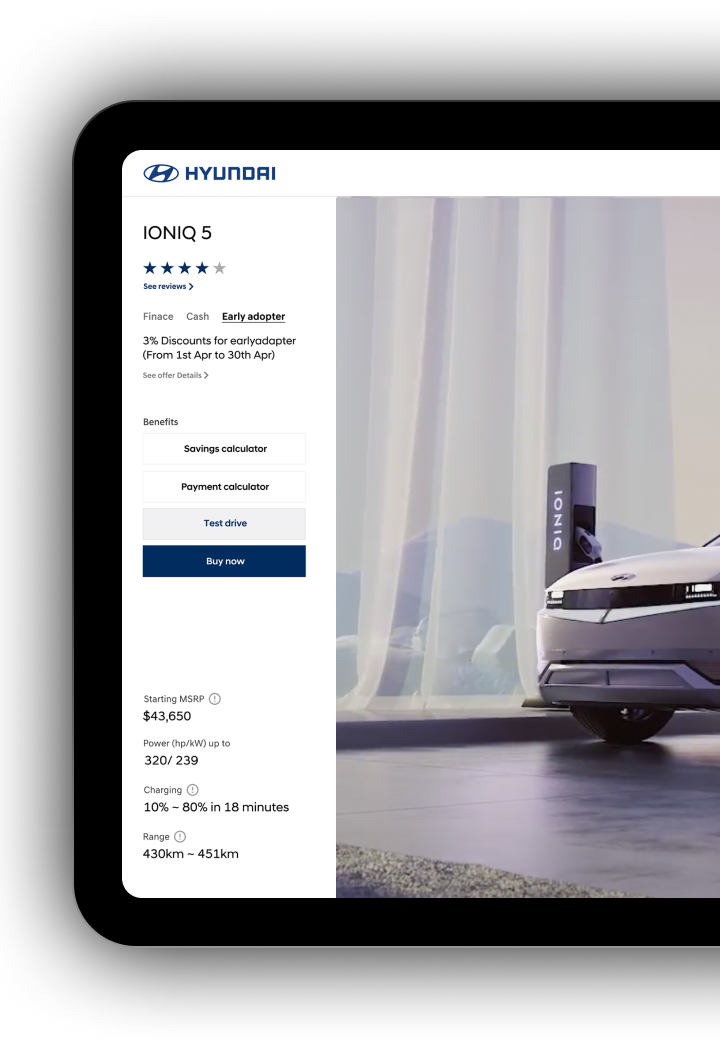 HYUNDAI
IONIQ 5
See reviews
Finace Cash Early adopter
3% Discounts for earlyadopter
(From 1st Apr to 30th Apr)
See offer Details
Benefits
Savings calculator
Payment calculator
Test drive
Buy now
Starting MSRP
$43,650
Power (hp/kW) up to
320/ 239
Charging
10% ~ 80% in 18 minutes
Range
430km ~ 451km
IONIQ